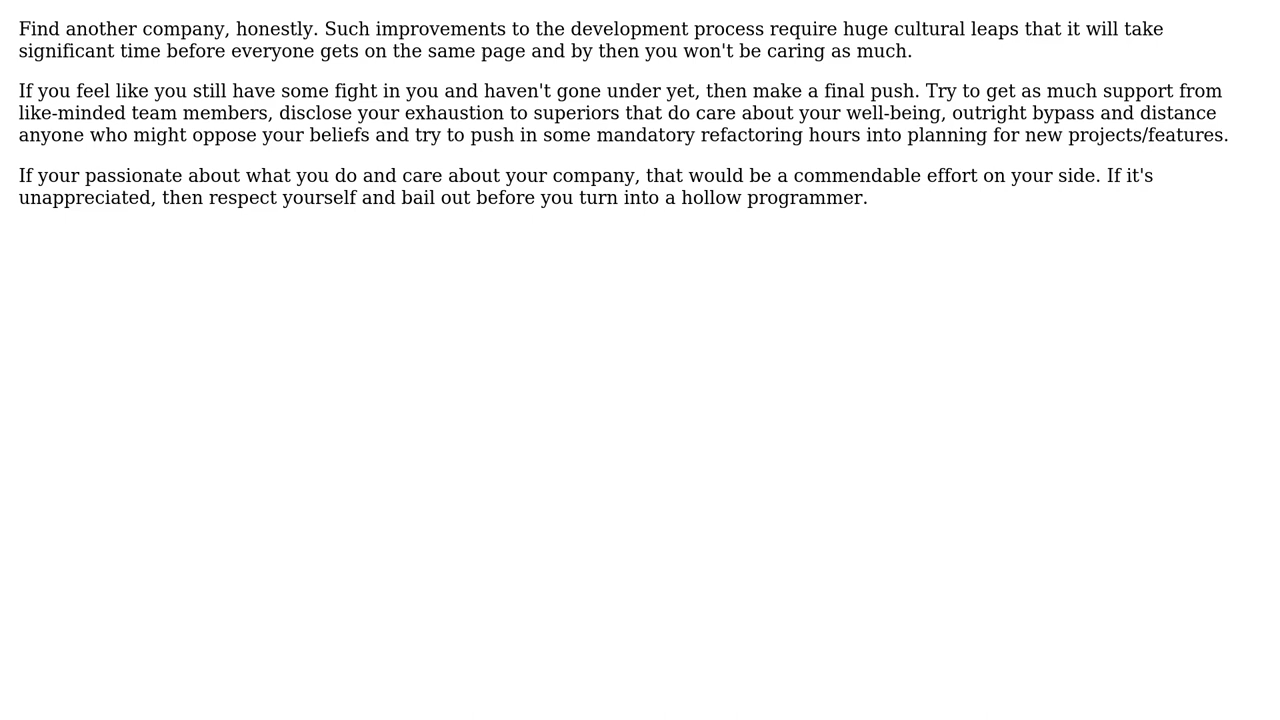 Find another company, honestly. Such improvements to the development process require huge cultural leaps that it will take
significant time before everyone gets on the same page and by then you won't be caring as much.
If you feel like you still have some fight in you and haven't gone under yet, then make a final push. Try to get as much support from
like-minded team members, disclose your exhaustion to superiors that do care about your well-being, outright bypass and distance
anyone who might oppose your beliefs and try to push in some mandatory refactoring hours into planning for new projects/features.
If your passionate about what you do and care about your company, that would be a commendable effort on your side. If it's
unappreciated, then respect yourself and bail out before you turn into a hollow programmer.